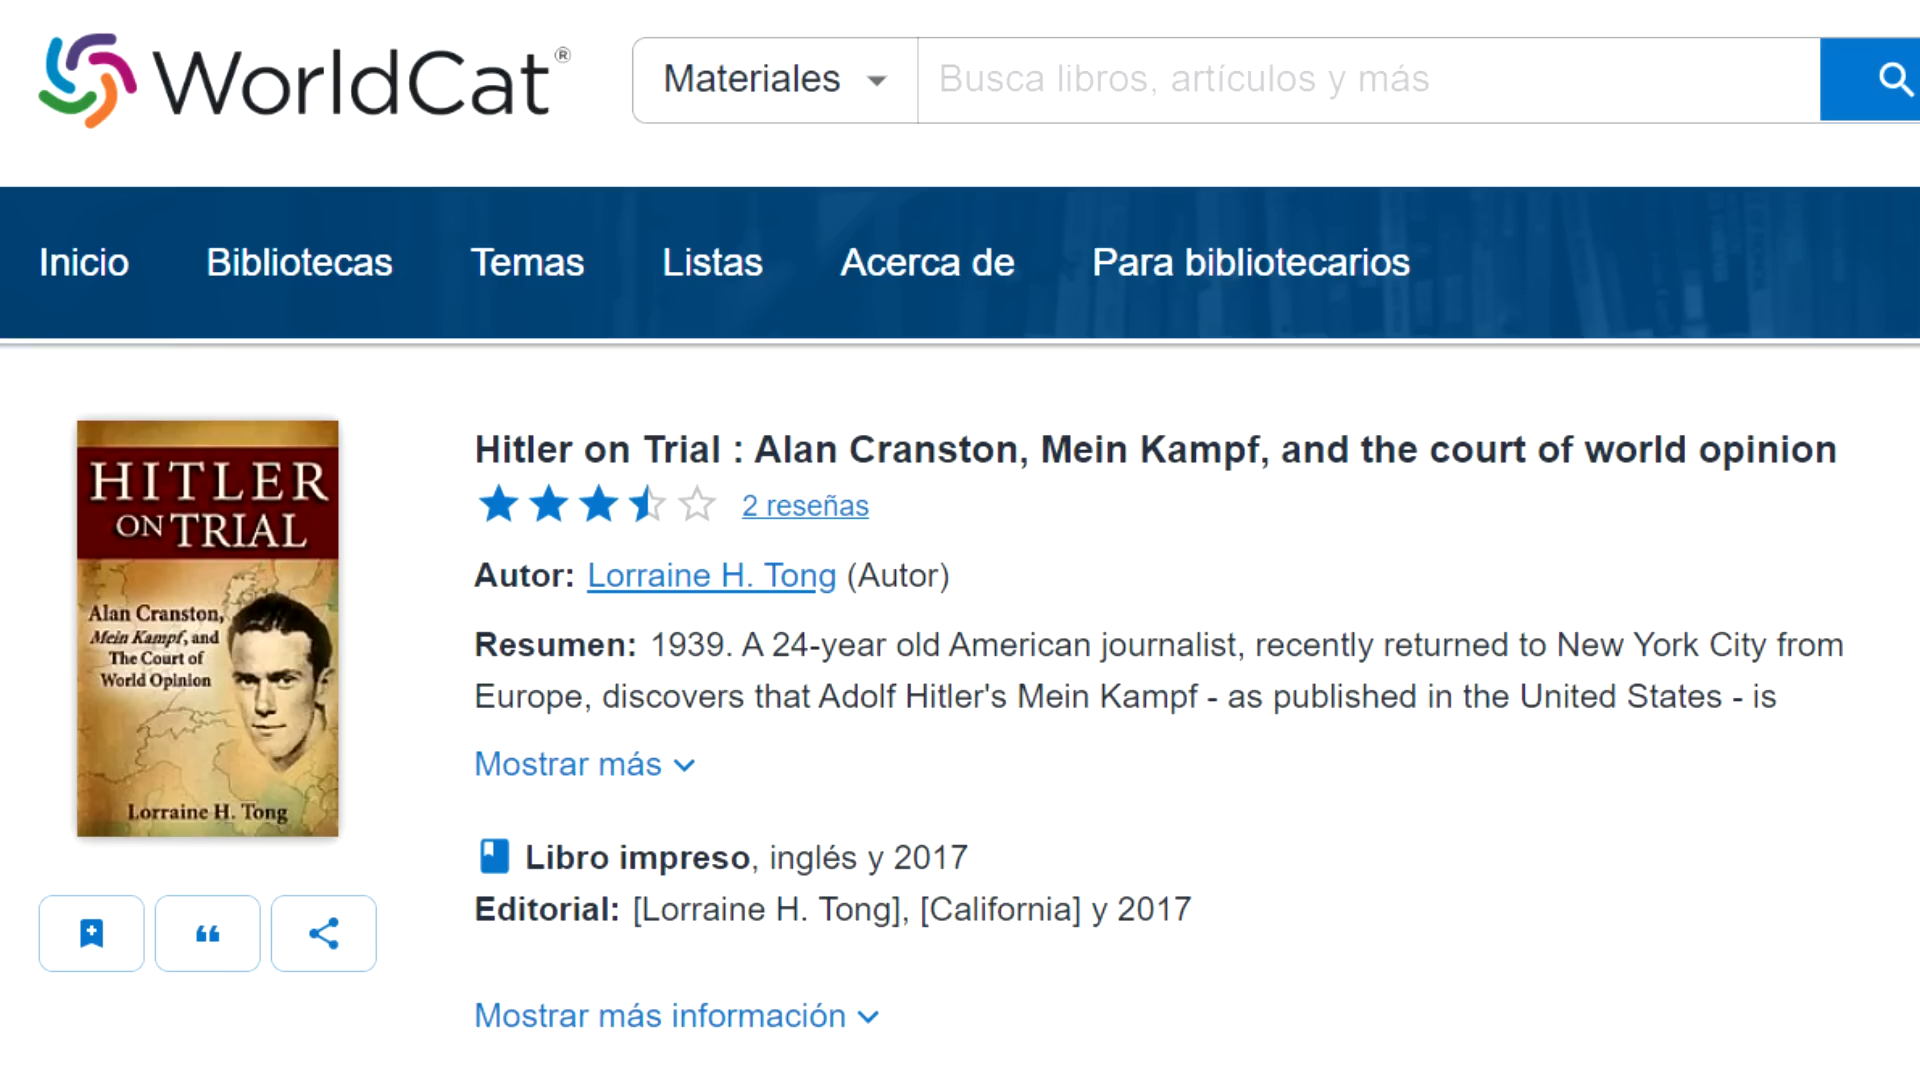 WorldCat®
Materiales
Busca libros, artículos y más
Inicio
Bibliotecas
Temas
Listas
Acerca de
Para bibliotecarios
HITLER
ON TRIAL
Alan Cranston,
Mein Kampf, and
The Court of
World Opinion
Lorraine H. Tong
Hitler on Trial : Alan Cranston, Mein Kampf, and the court of world opinion
2 reseñas
Autor: Lorraine H. Tong (Autor)
Resumen: 1939. A 24-year old American journalist, recently returned to New York City from
Europe, discovers that Adolf Hitler's Mein Kampf - as published in the United States - is
Mostrar más
Libro impreso, inglés y 2017
Editorial: [Lorraine H. Tong], [California] y 2017
Mostrar más información